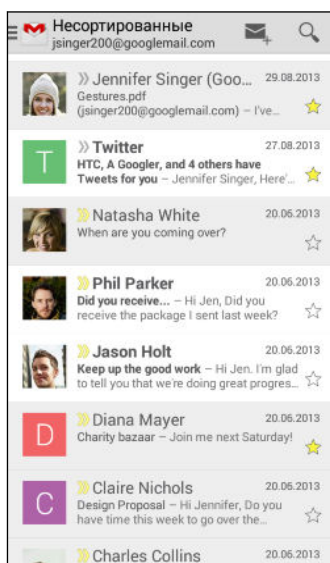 Несортированные
jsinger200@googlemail.com
Jennifer Singer (Goo... 29.08.2013
Gestures.pdf
(jsinger200@googlemail.com) – I've...
T
Twitter 27.08.2013
HTC, A Googler, and 4 others have
Tweets for you – Jennifer Singer, Here'...
Natasha White 20.06.2013
When are you coming over?
Phil Parker 20.06.2013
Did you receive... – Hi Jen, Did you
receive the package I sent last week?
Jason Holt 20.06.2013
Keep up the good work – Hi Jen. I'm glad
to tell you that we're doing great progres...
D
Diana Mayer 20.06.2013
Charity bazaar – Join me next Saturday!
C
Claire Nichols 20.06.2013
Design Proposal – Hi Jennifer, Do you
have time this week to go over the...
Charles Collins 20.06.2013